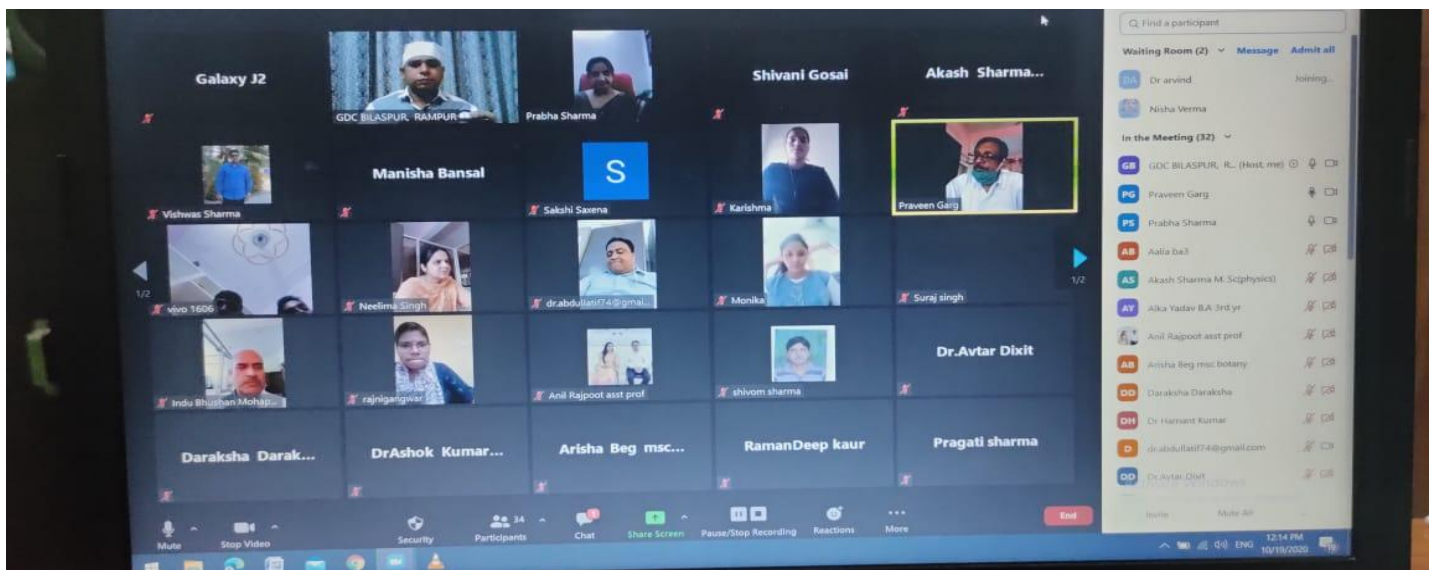 Galaxy J2
GDC BILASPUR, RAMPUR
Prabha Sharma
Shivani Gosai
Akash Sharma...
Vishwas Sharma
Manisha Bansal
S
Sakshi Saxena
Karishma
Praveen Garg
1/2
vivo 1606
Neelima Singh
dr.abdullatif74@gmai...
Monika
Suraj singh
1/2
Indu Bhushan Mohap...
rajnigangwar
Anil Rajpoot asst prof
shivom sharma
Dr.Avtar Dixit
Daraksha Darak...
DrAshok Kumar...
Arisha Beg msc...
RamanDeep kaur
Pragati sharma
Mute
Stop Video
Security
Participants 34
Chat
Share Screen
Pause/Stop Recording
Reactions
More
End
Find a participant
Waiting Room (2) Message Admit all
DA Dr arvind Joining...
Nisha Verma
In the Meeting (32)
GB GDC BILASPUR, R... (Host, me)
PG Praveen Garg
PS Prabha Sharma
AB Aalia ba3
AS Akash Sharma M. Sc(physics)
AY Alka Yadav B.A 3rd yr
Anil Rajpoot asst prof
AB Arisha Beg msc botany
DD Daraksha Daraksha
DH Dr Harnant Kumar
D dr.abdullatif74@gmail.com
DD Dr.Avtar Dixit
Invite Mute All ...
ENG 12:14 PM
10/19/2020